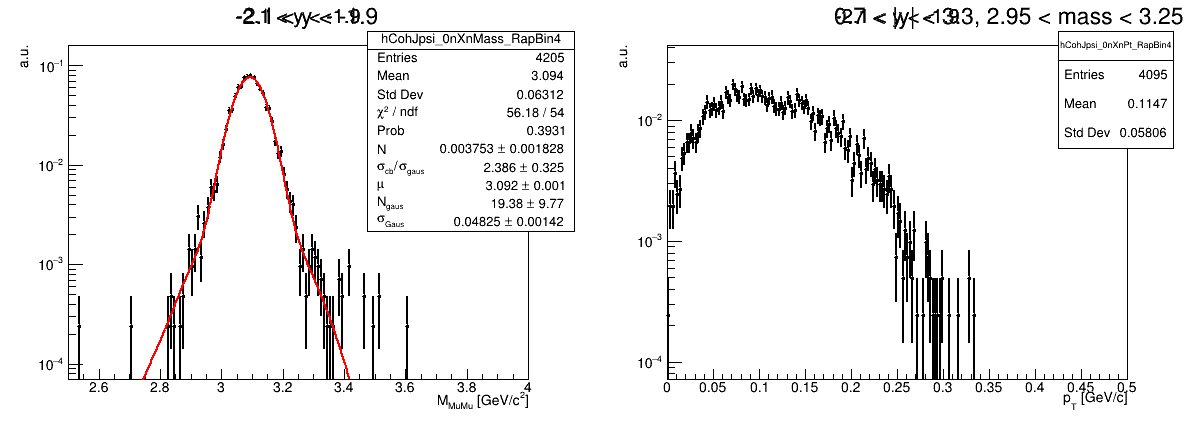 hCohJpsi_0nXnMass_RapBin4
Entries 4205
Mean 3.094
Std Dev 0.06312
χ² / ndf 56.18 / 54
Prob 0.3931
N 0.003753 ± 0.001828
σcb/σgaus 2.386 ± 0.325
μ 3.092 ± 0.001
Ngaus 19.38 ± 9.77
σGaus 0.04825 ± 0.00142
a.u.
10⁻¹
10⁻²
10⁻³
10⁻⁴
2.6 2.8 3 3.2 3.4 3.6 3.8 4
MMuMu [GeV/c²]
, 2.95 < mass < 3.25
hCohJpsi_0nXnPt_RapBin4
Entries 4095
Mean 0.1147
Std Dev 0.05806
a.u.
10⁻²
10⁻³
10⁻⁴
0 0.05 0.1 0.15 0.2 0.25 0.3 0.35 0.4 0.45 0.5
pT [GeV/c]